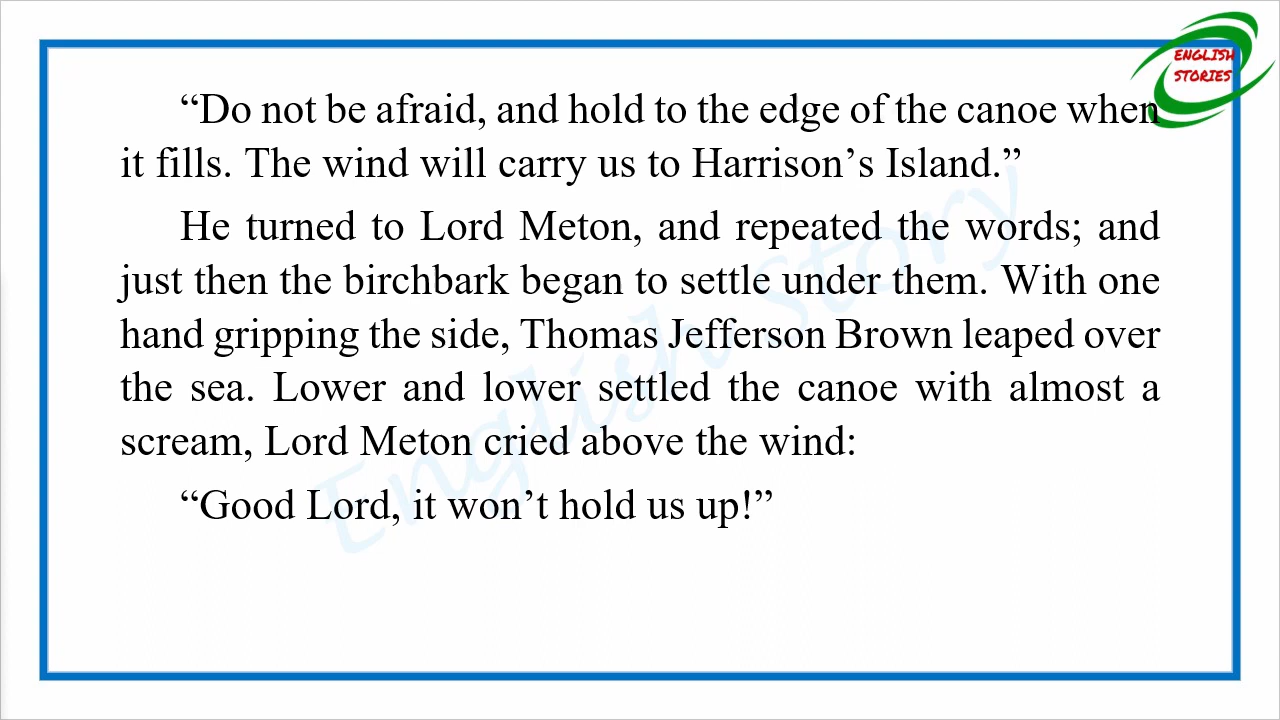 ENGLISH
STORIES
“Do not be afraid, and hold to the edge of the canoe when
it fills. The wind will carry us to Harrison’s Island.”
He turned to Lord Meton, and repeated the words; and
just then the birchbark began to settle under them. With one
hand gripping the side, Thomas Jefferson Brown leaped over
the sea. Lower and lower settled the canoe with almost a
scream, Lord Meton cried above the wind:
“Good Lord, it won’t hold us up!”
English Story